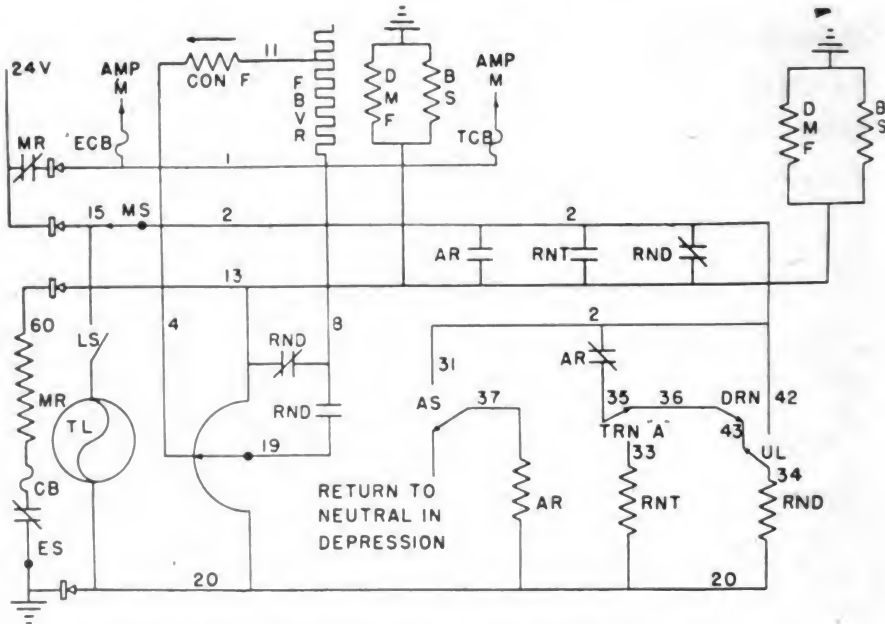 24V
AMP
M
CON F
11
F
B
V
R
D
M
F
B
S
AMP
M
D
M
F
B
S
MR
ECB
1
TCB
15
MS
2
2
AR
RNT
RND
13
60
LS
4
RND
8
2
31
AR
MR
TL
RND
AS
37
35
36
DRN
42
TRN "A"
43
19
33
UL
34
CB
RETURN TO
NEUTRAL IN
DEPRESSION
AR
RNT
RND
ES
20
20